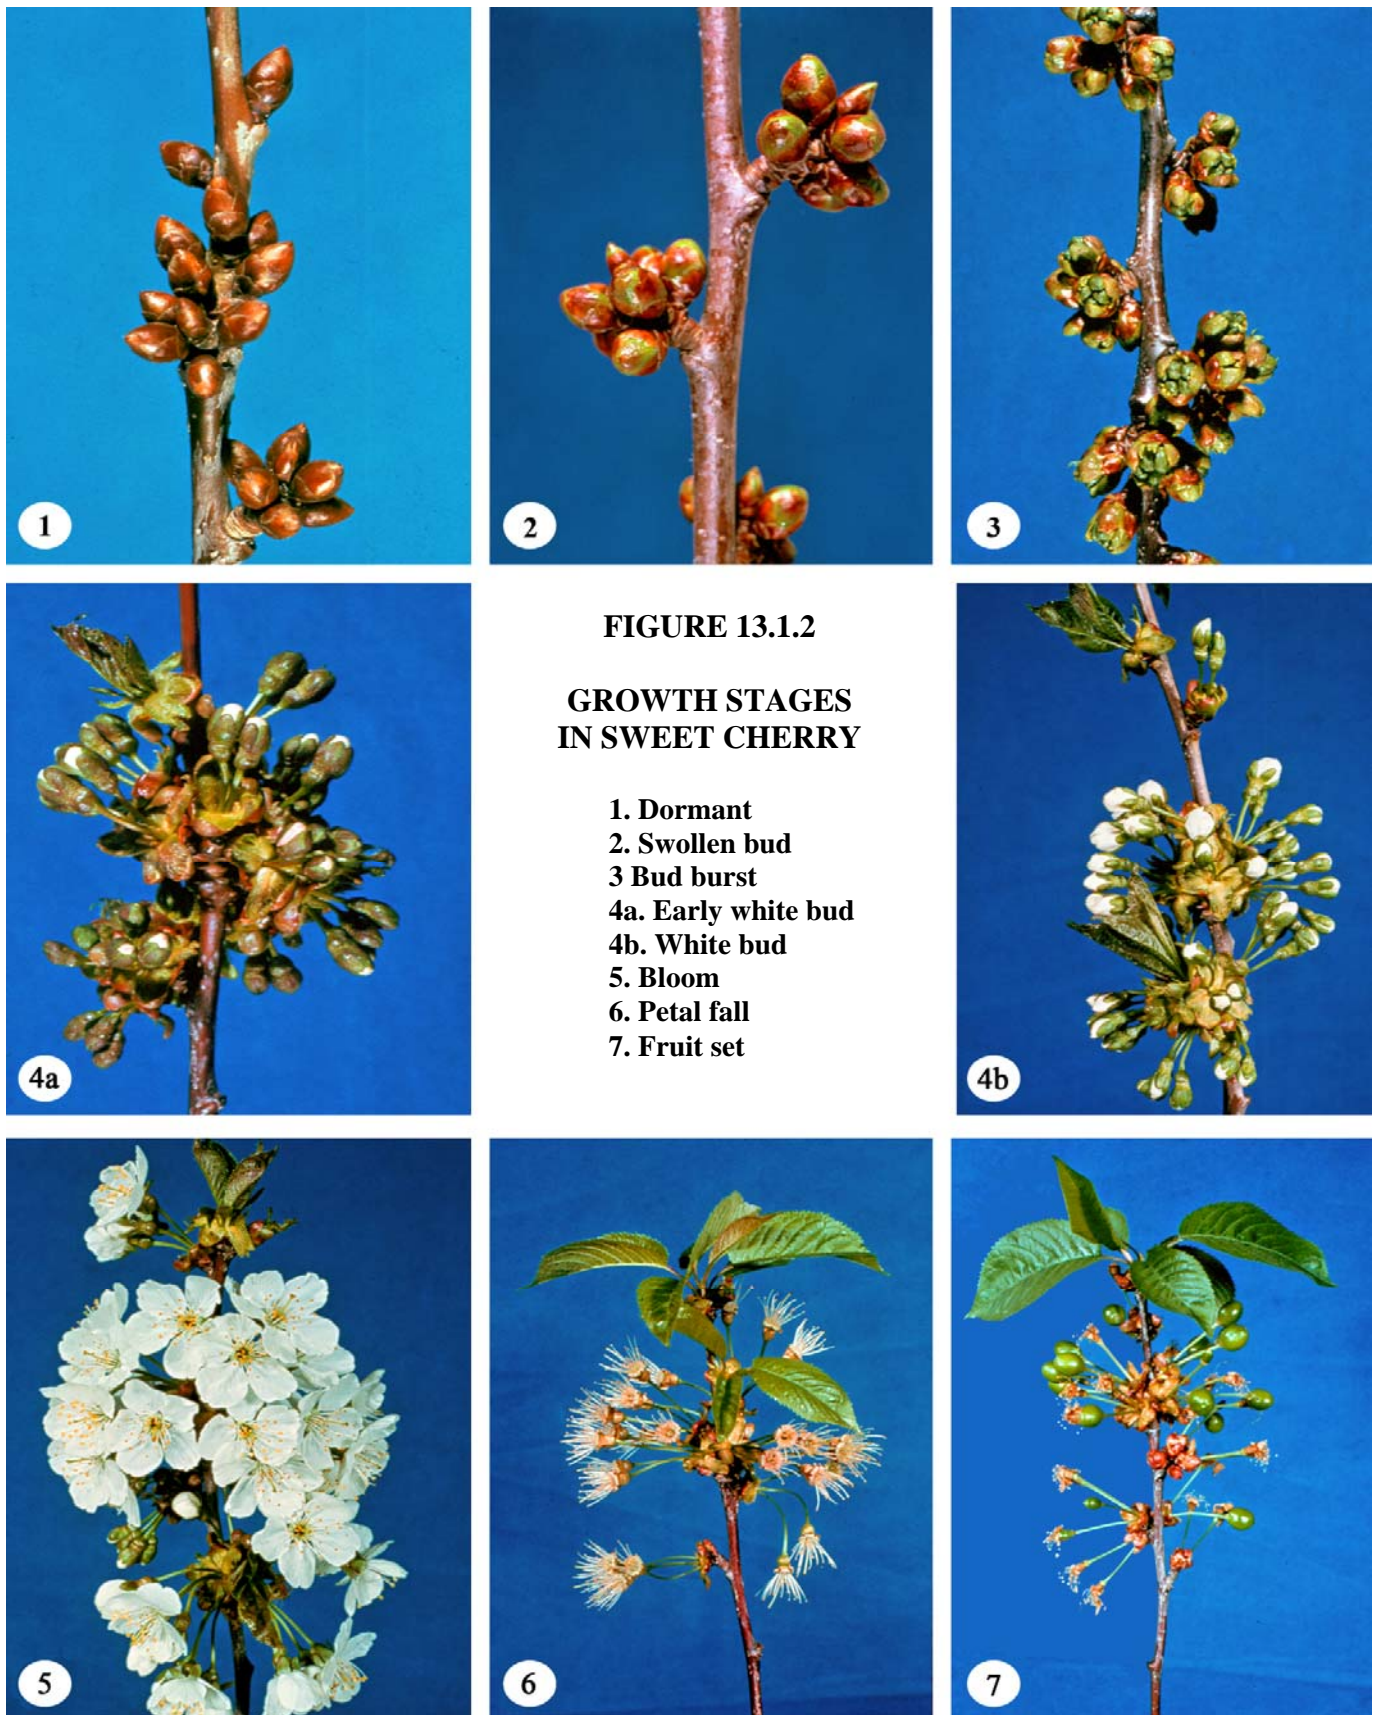 1
2
3
FIGURE 13.1.2
GROWTH STAGES
IN SWEET CHERRY
1. Dormant
2. Swollen bud
3 Bud burst
4a. Early white bud
4b. White bud
5. Bloom
6. Petal fall
7. Fruit set
4a
4b
5
6
7